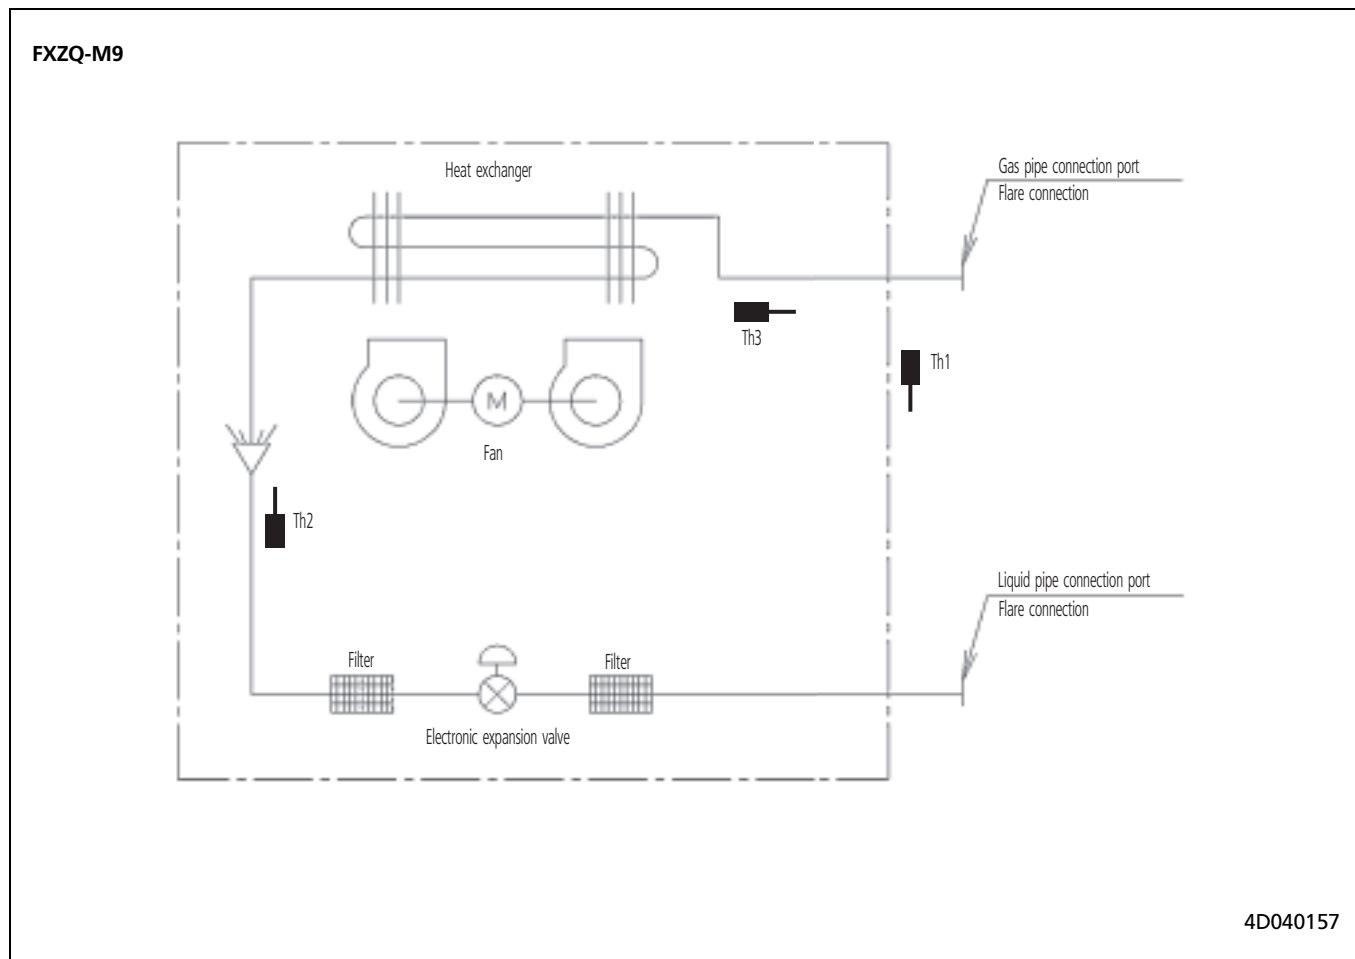 FXZQ-M9
Heat exchanger
Gas pipe connection port
Flare connection
Th3
Th1
M
Fan
Th2
Liquid pipe connection port
Flare connection
Filter
Filter
Electronic expansion valve
4D040157